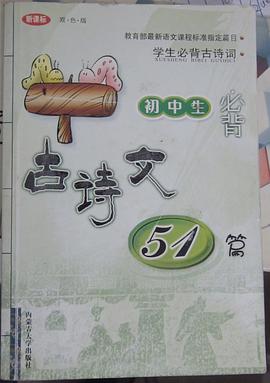 新课标
双·色·版
教育部最新语文课程标准指定篇目
学生必背古诗词
XUESHENG BIBEI GUSHICI
初中生
必背
古诗文
51
篇
内蒙古大学出版社